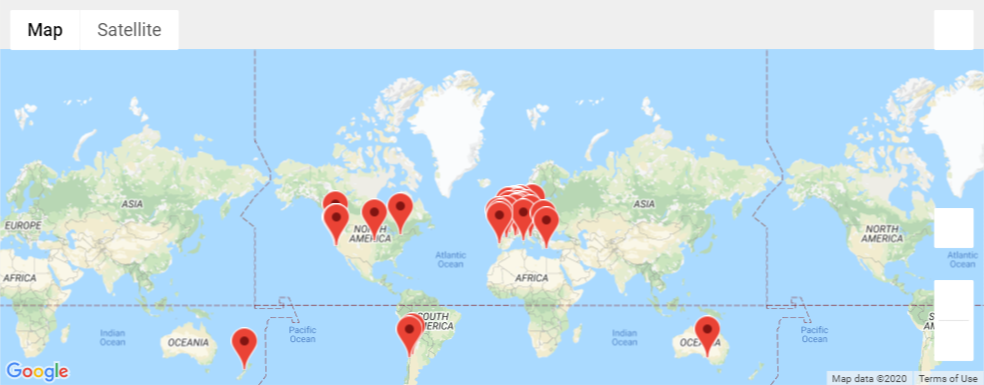 Map
Satellite
ASIA
EUROPE
NORTH
AMERICA
Atlantic
Ocean
AFRICA
ASIA
NORTH
AMERICA
Atlantic
Ocean
AFRICA
Indian
Ocean
OCEANIA
Pacific
Ocean
SOUTH
AMERICA
Indian
Ocean
Pacific
Ocean
Google
Map data ©2020
Terms of Use